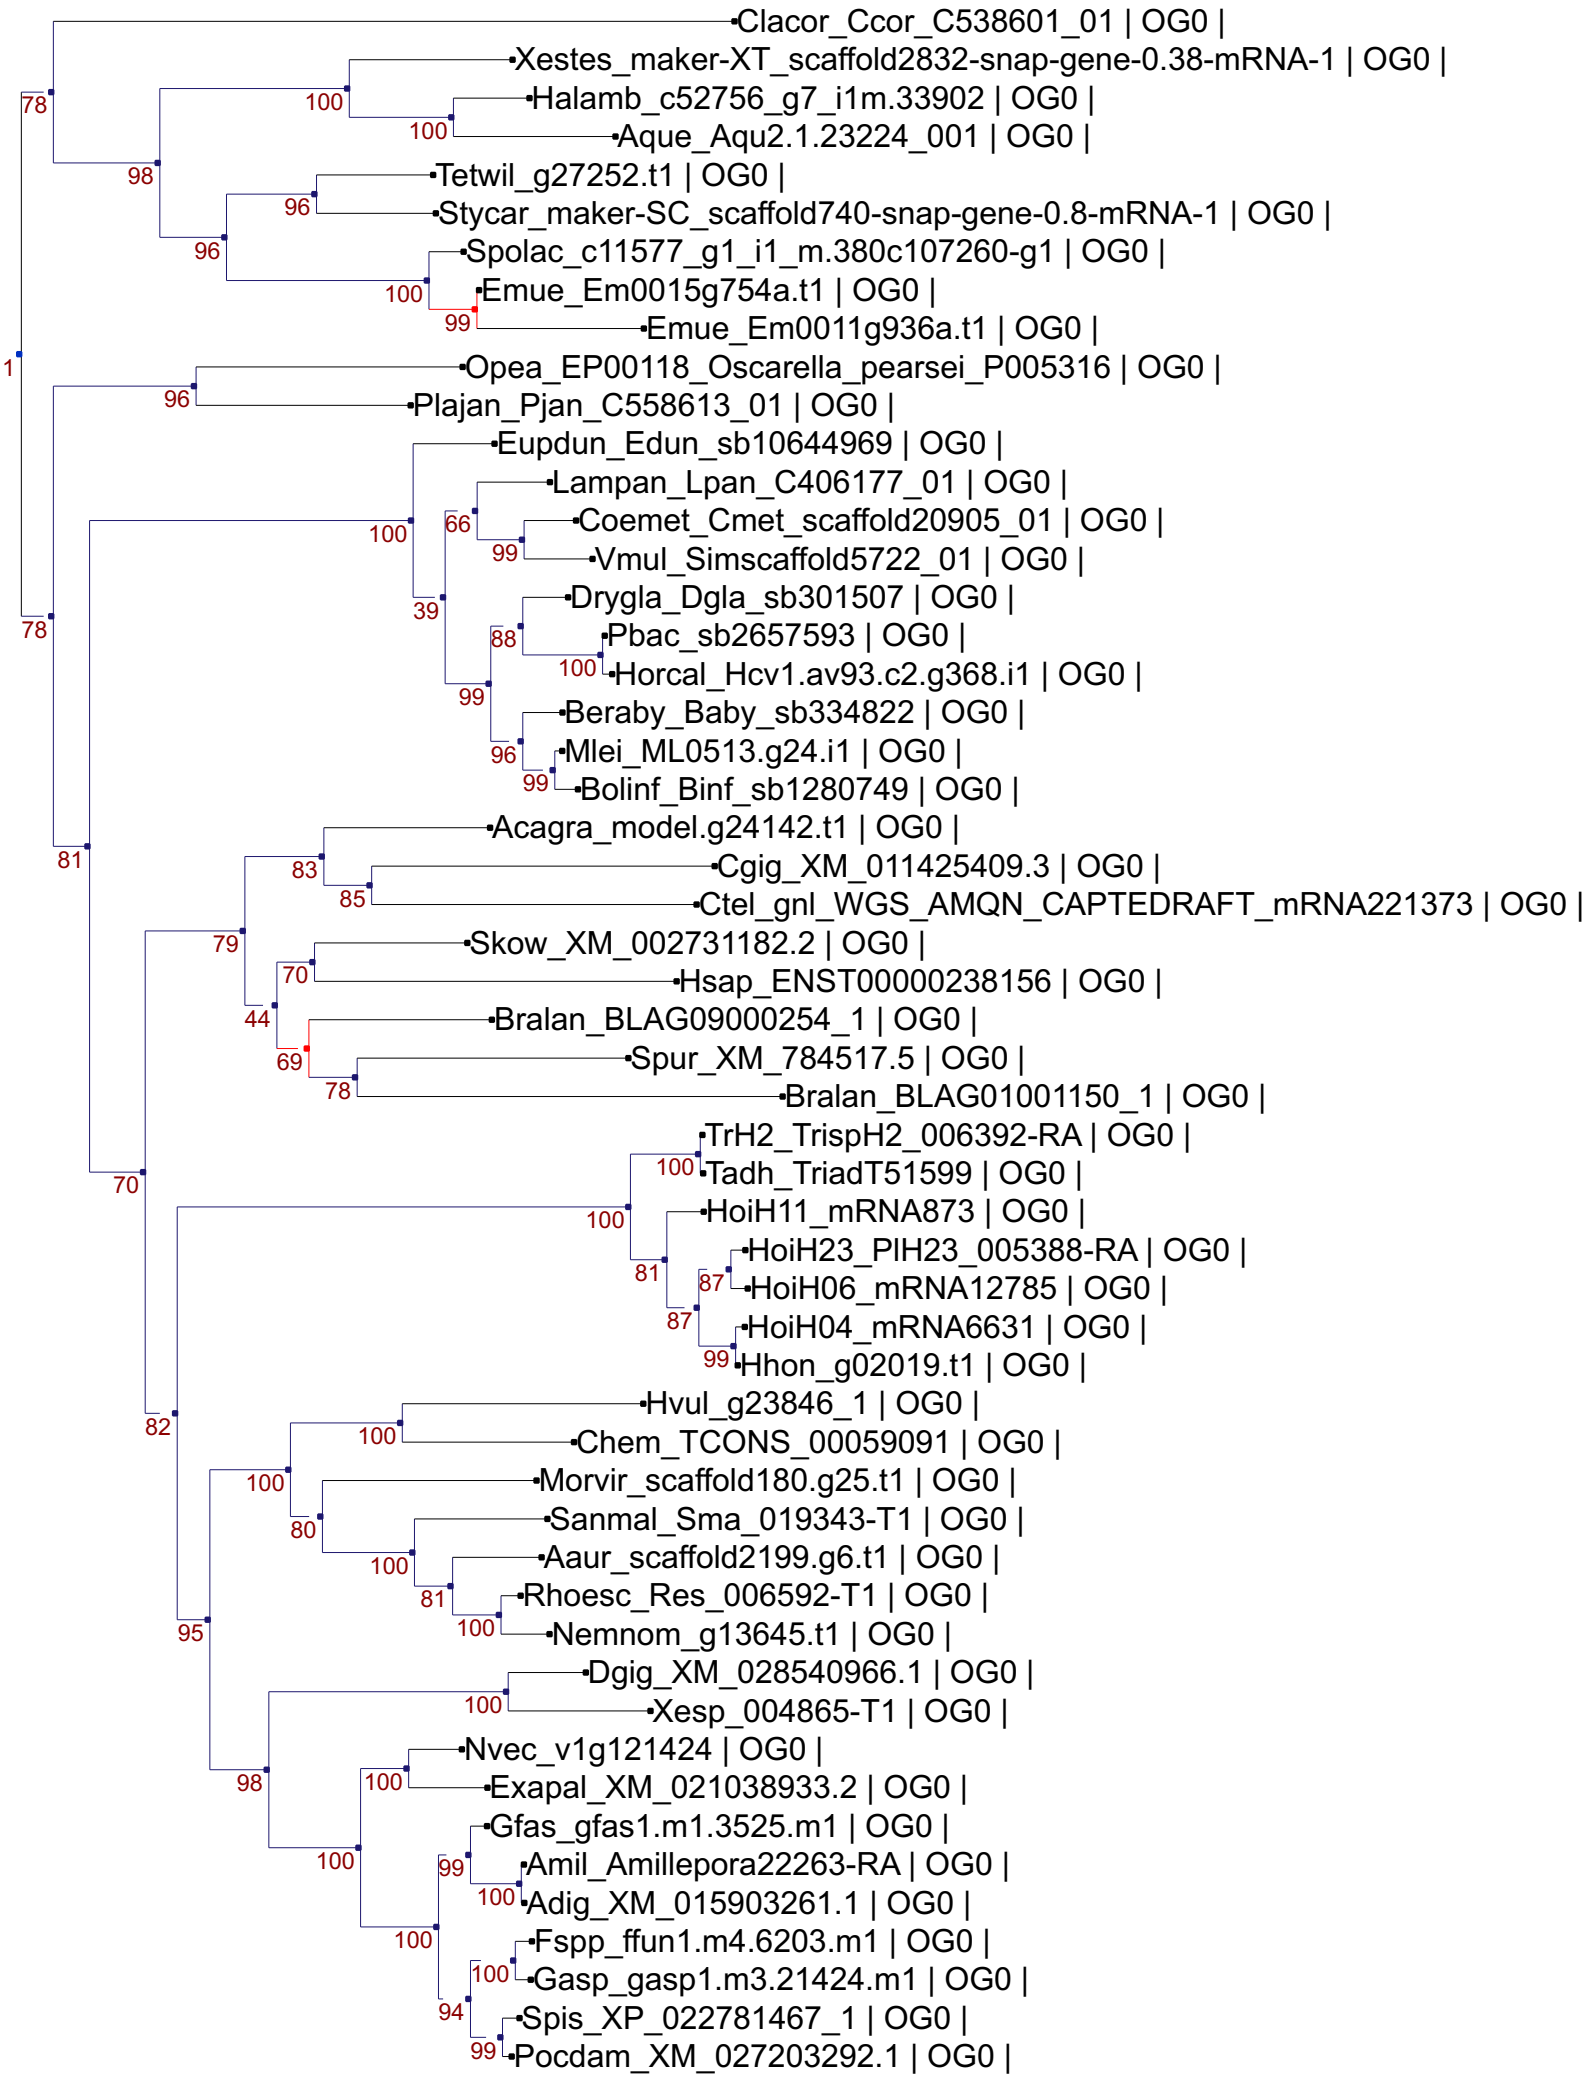 Clacor_Ccor_C538601_01 | OG0 |
Xestes_maker-XT_scaffold2832-snap-gene-0.38-mRNA-1 | OG0 |
78
100
Halamb_c52756_g7_i1m.33902 | OG0 |
100
Aque_Aqu2.1.23224_001 | OG0 |
98
Tetwil_g27252.t1 | OG0 |
96
Stycar_maker-SC_scaffold740-snap-gene-0.8-mRNA-1 | OG0 |
96
Spolac_c11577_g1_i1_m.380c107260-g1 | OG0 |
100
Emue_Em0015g754a.t1 | OG0 |
99
Emue_Em0011g936a.t1 | OG0 |
1
Opea_EP00118_Oscarella_pearsei_P005316 | OG0 |
96
Plajan_Pjan_C558613_01 | OG0 |
Eupdun_Edun_sb10644969 | OG0 |
Lampan_Lpan_C406177_01 | OG0 |
66
Coemet_Cmet_scaffold20905_01 | OG0 |
100
99
Vmul_Simscaffold5722_01 | OG0 |
Drygla_Dgla_sb301507 | OG0 |
39
78
88
Pbac_sb2657593 | OG0 |
100
Horcal_Hcv1.av93.c2.g368.i1 | OG0 |
99
Beraby_Baby_sb334822 | OG0 |
96
Mlei_ML0513.g24.i1 | OG0 |
99
Bolinf_Binf_sb1280749 | OG0 |
Acagra_model.g24142.t1 | OG0 |
81
83
Cgig_XM_011425409.3 | OG0 |
85
Ctel_gnl_WGS_AMQN_CAPTEDRAFT_mRNA221373 | OG0 |
79
Skow_XM_002731182.2 | OG0 |
70
Hsap_ENST00000238156 | OG0 |
44
Bralan_BLAG09000254_1 | OG0 |
69
Spur_XM_784517.5 | OG0 |
78
Bralan_BLAG01001150_1 | OG0 |
TrH2_TrispH2_006392-RA | OG0 |
100
Tadh_TriadT51599 | OG0 |
70
HoiH11_mRNA873 | OG0 |
100
HoiH23_PlH23_005388-RA | OG0 |
81
87
HoiH06_mRNA12785 | OG0 |
87
HoiH04_mRNA6631 | OG0 |
99
Hhon_g02019.t1 | OG0 |
Hvul_g23846_1 | OG0 |
82
100
Chem_TCONS_00059091 | OG0 |
100
Morvir_scaffold180.g25.t1 | OG0 |
80
Sanmal_Sma_019343-T1 | OG0 |
100
Aaur_scaffold2199.g6.t1 | OG0 |
81
Rhoesc_Res_006592-T1 | OG0 |
100
Nemnom_g13645.t1 | OG0 |
95
Dgig_XM_028540966.1 | OG0 |
100
Xesp_004865-T1 | OG0 |
Nvec_v1g121424 | OG0 |
98
100
Exapal_XM_021038933.2 | OG0 |
Gfas_gfas1.m1.3525.m1 | OG0 |
100
99
Amil_Amillepora22263-RA | OG0 |
100
Adig_XM_015903261.1 | OG0 |
100
Fspp_ffun1.m4.6203.m1 | OG0 |
100
Gasp_gasp1.m3.21424.m1 | OG0 |
94
Spis_XP_022781467_1 | OG0 |
99
Pocdam_XM_027203292.1 | OG0 |